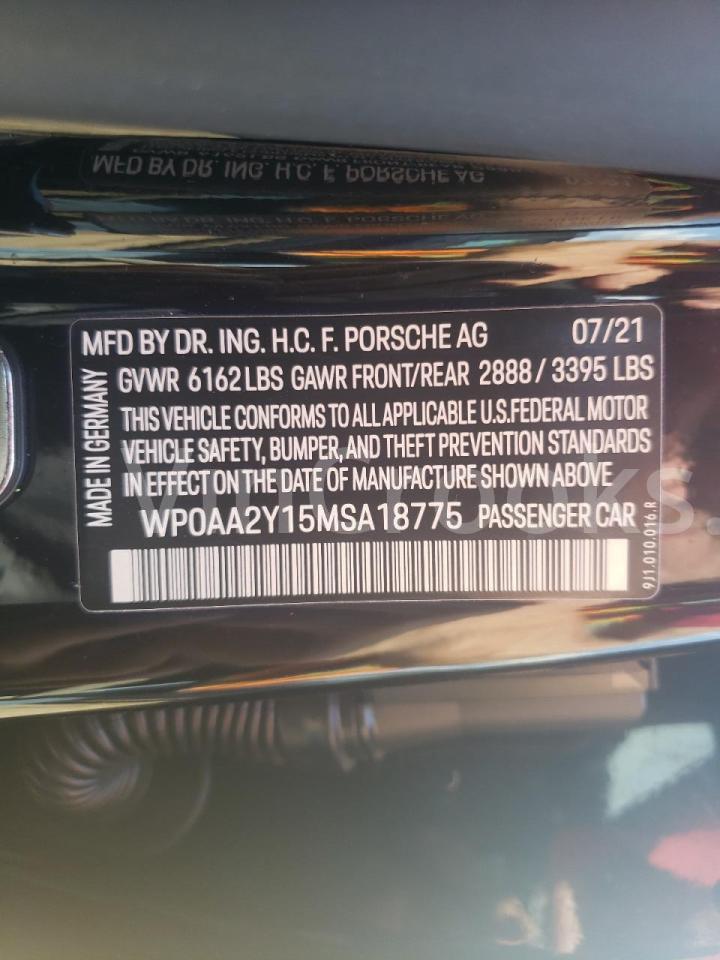 MFD BY DR. ING. H.C. F. PORSCHE AG
MFD BY DR. ING. H.C. F. PORSCHE AG 07/21
GVWR 6162 LBS GAWR FRONT/REAR 2888 / 3395 LBS
THIS VEHICLE CONFORMS TO ALL APPLICABLE U.S.FEDERAL MOTOR
VEHICLE SAFETY, BUMPER, AND THEFT PREVENTION STANDARDS
IN EFFECT ON THE DATE OF MANUFACTURE SHOWN ABOVE
WP0AA2Y15MSA18775 PASSENGER CAR
MADE IN GERMANY
9J1.010.016.R